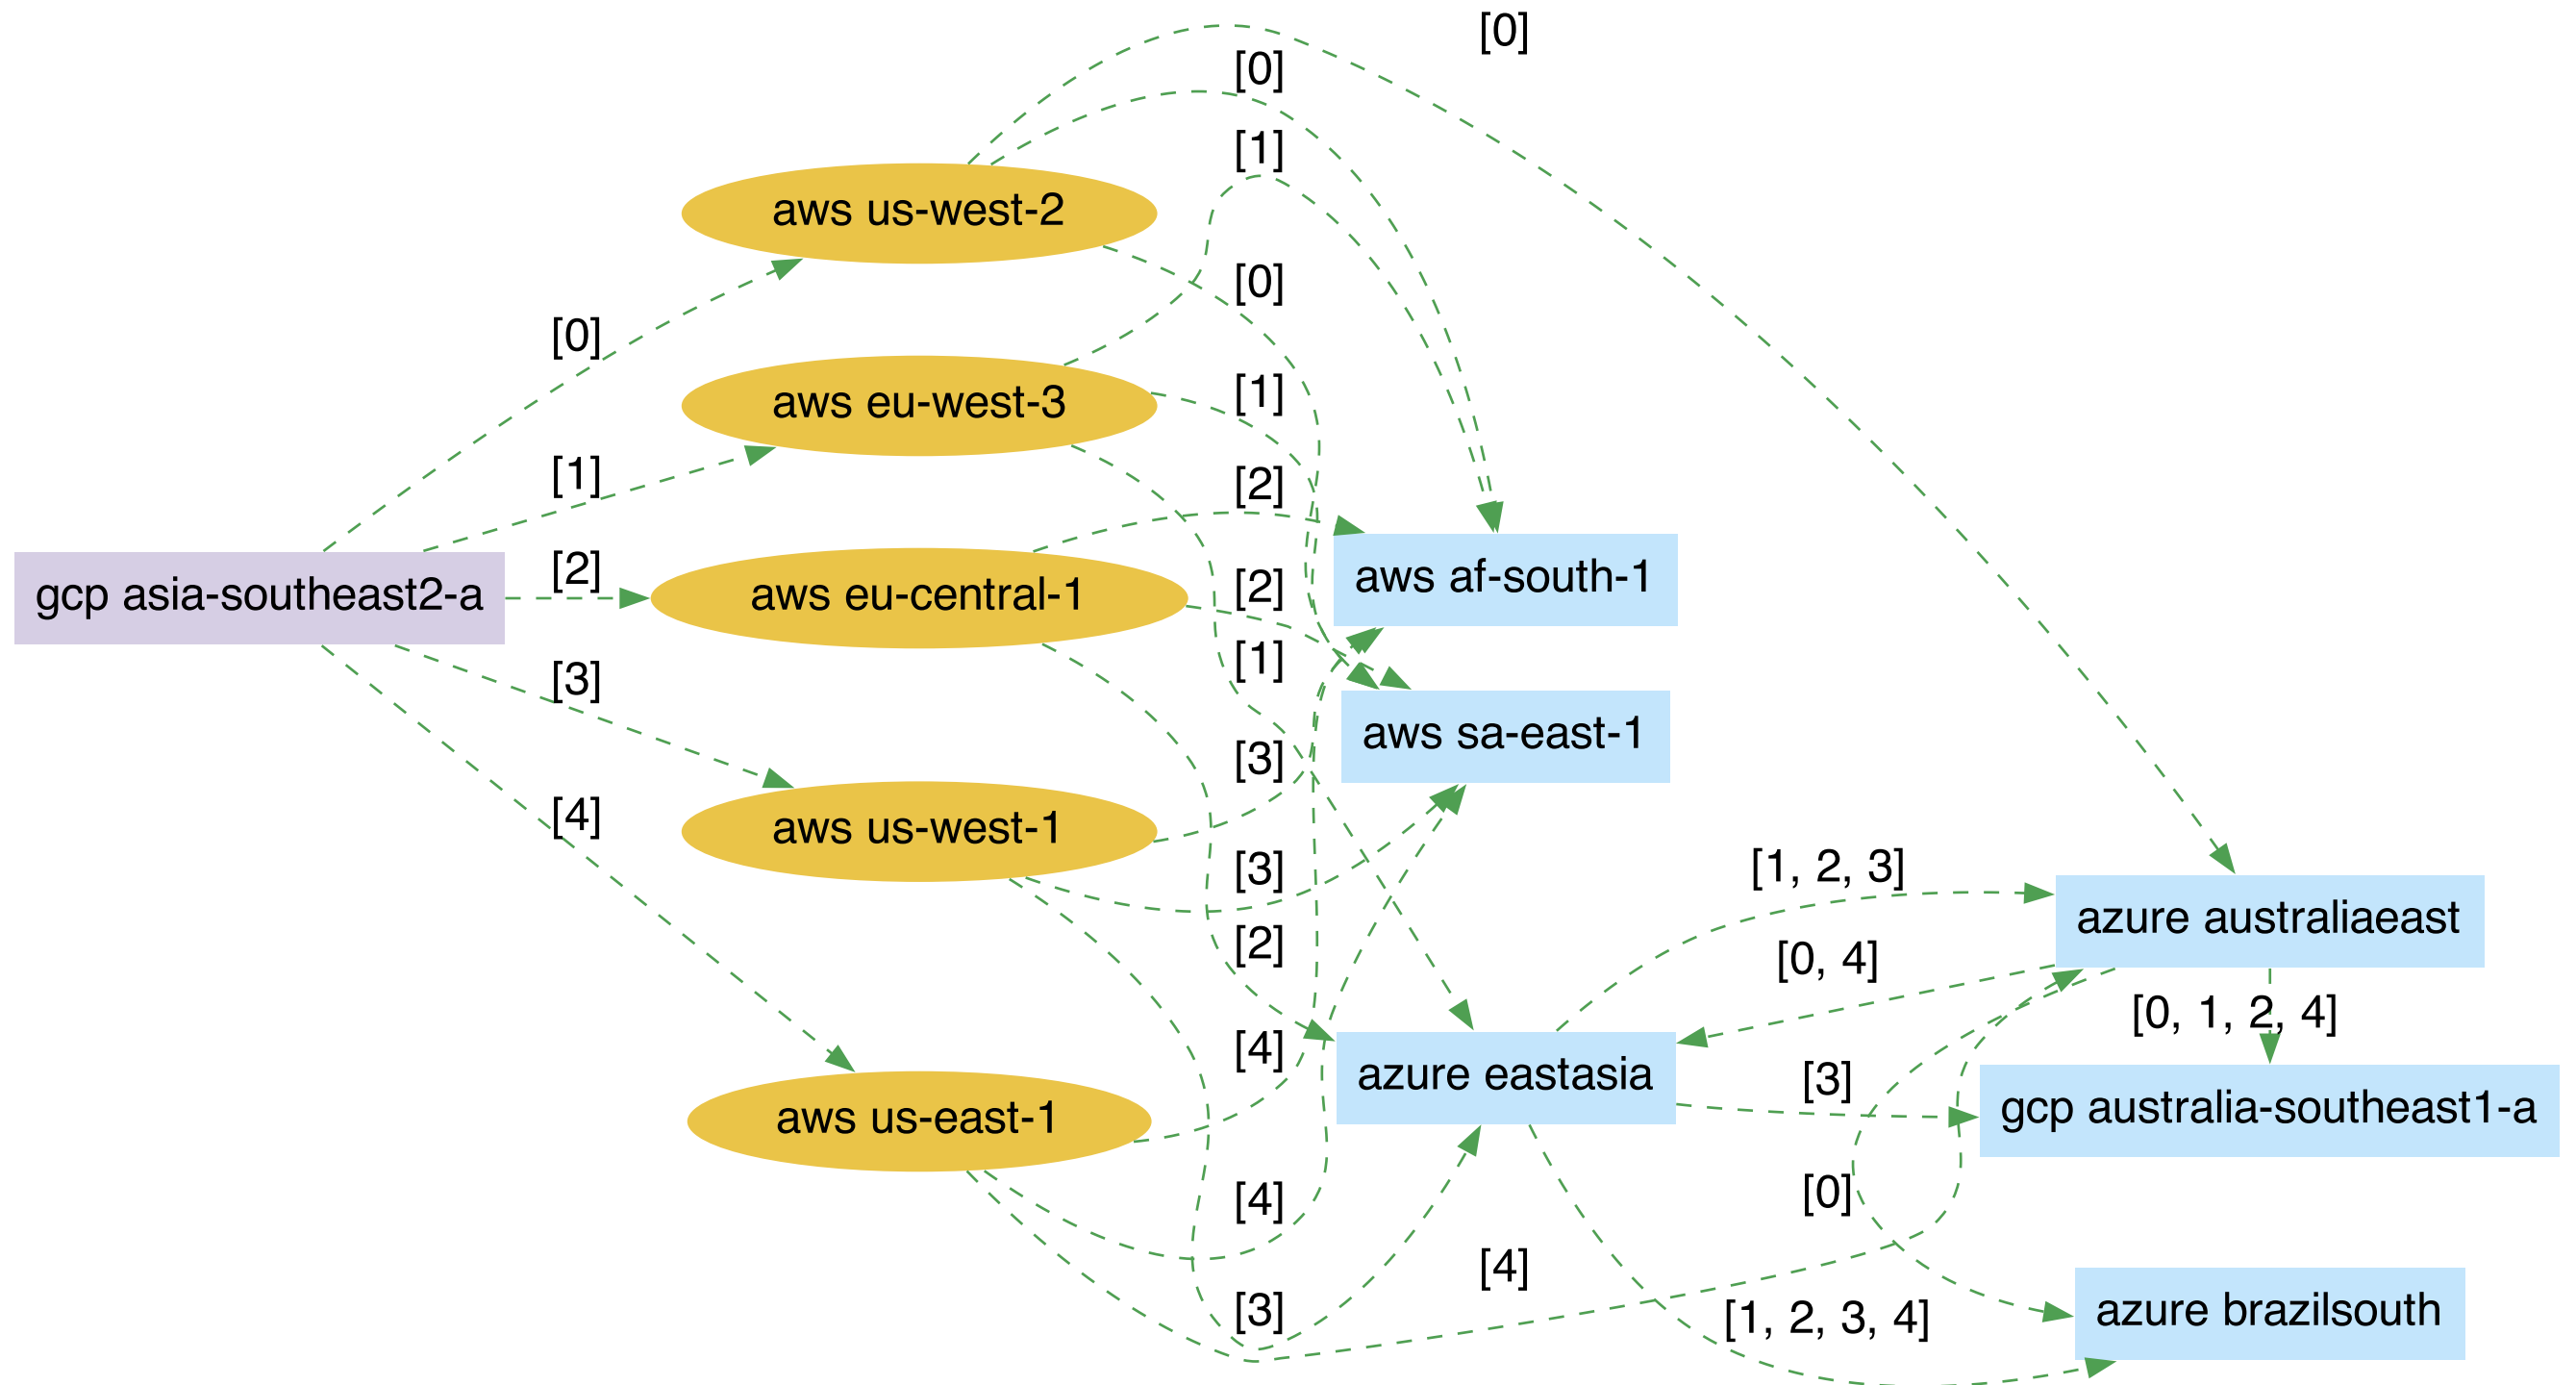 [0]
[0]
[1]
aws us-west-2
[0]
[0]
[1]
aws eu-west-3
[1]
[2]
[2]
gcp asia-southeast2-a
aws eu-central-1
[2]
aws af-south-1
[1]
[3]
aws sa-east-1
[3]
[4]
aws us-west-1
[3]
[1, 2, 3]
[2]
[0, 4]
azure australiaeast
[0, 1, 2, 4]
[4]
azure eastasia
[3]
aws us-east-1
gcp australia-southeast1-a
[4]
[0]
[4]
[3]
[1, 2, 3, 4]
azure brazilsouth